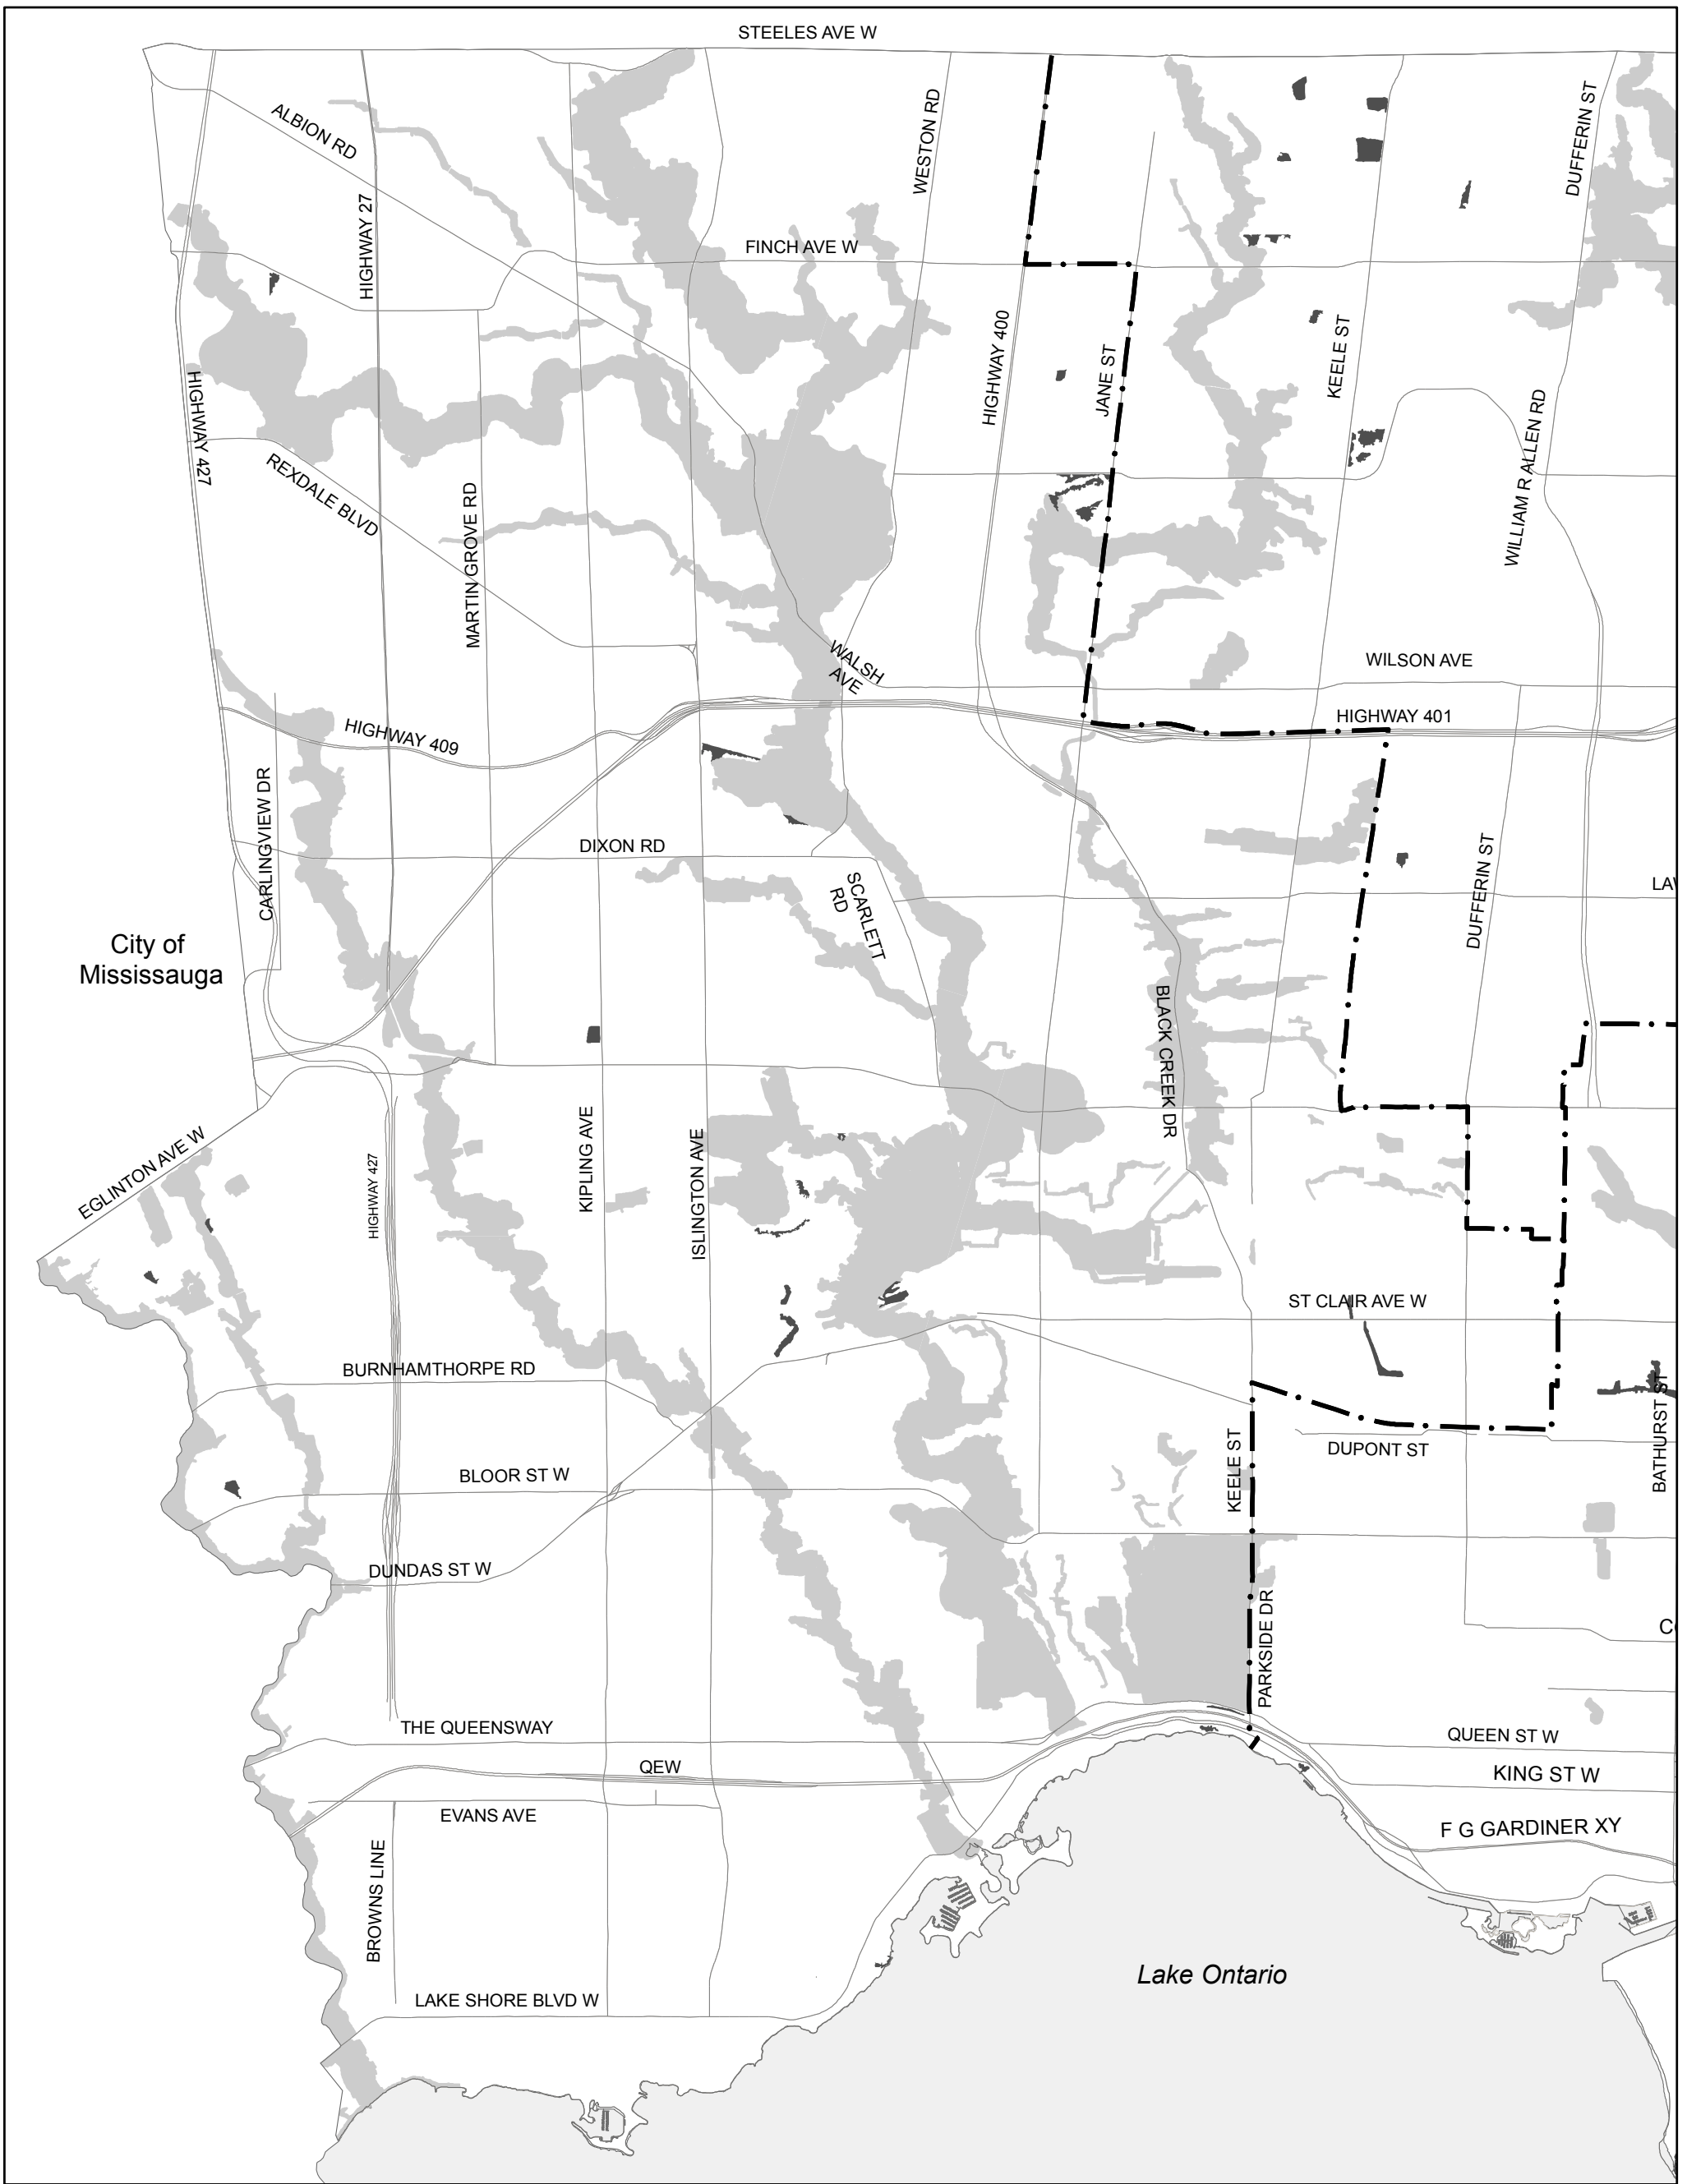 STEELES AVE W
ALBION RD
HIGHWAY 27
WESTON RD
DUFFERIN ST
FINCH AVE W
HIGHWAY 400
JANE ST
KEELE ST
HIGHWAY 427
REXDALE BLVD
MARTIN GROVE RD
WILLIAM R ALLEN RD
WALSH
AVE
WILSON AVE
HIGHWAY 409
HIGHWAY 401
CARLINGVIEW DR
DIXON RD
SCARLETT
RD
DUFFERIN ST
City of
Mississauga
BLACK CREEK DR
EGLINTON AVE W
HIGHWAY 427
KIPLING AVE
ISLINGTON AVE
ST CLAIR AVE W
BURNHAMTHORPE RD
BATHURST ST
KEELE ST
DUPONT ST
BLOOR ST W
DUNDAS ST W
PARKSIDE DR
THE QUEENSWAY
QUEEN ST W
QEW
KING ST W
EVANS AVE
F G GARDINER XY
BROWNS LINE
Lake Ontario
LAKE SHORE BLVD W